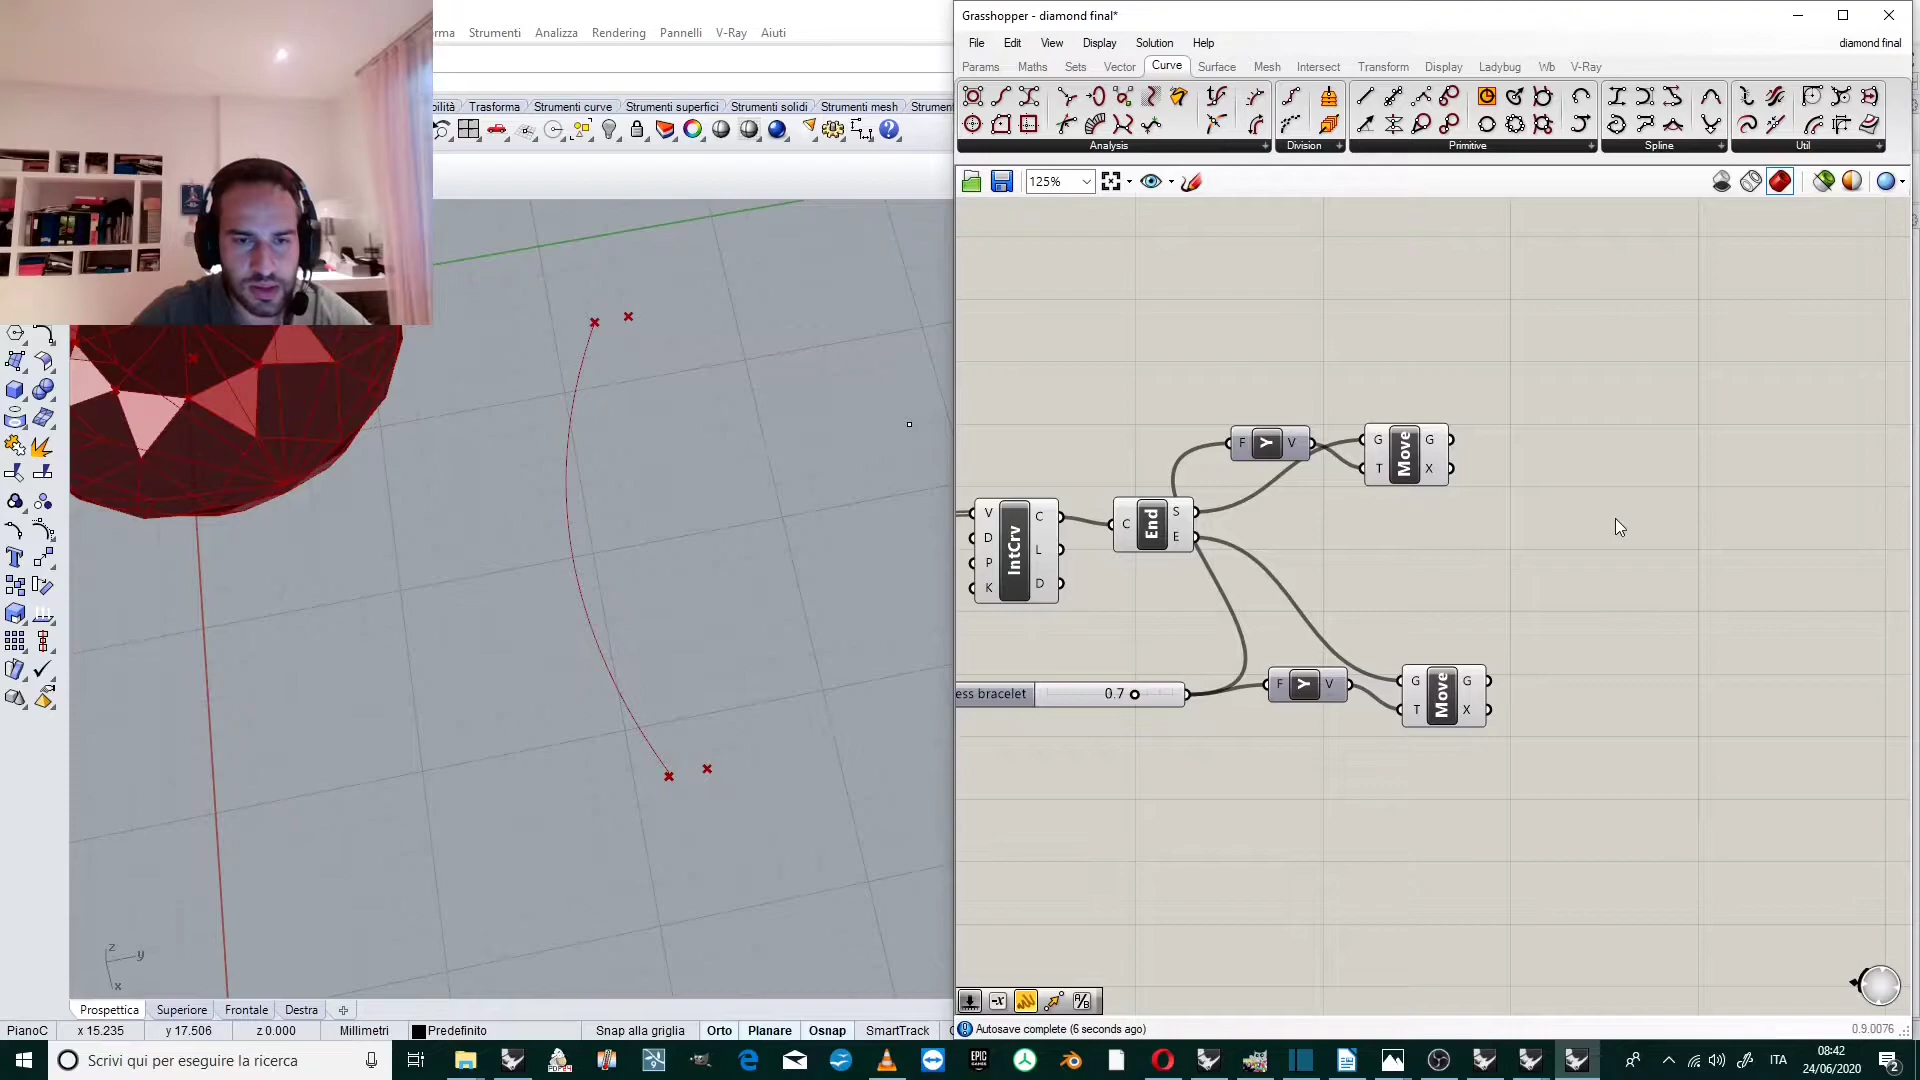 Grasshopper - diamond final*
rma Strumenti Analizza Rendering Pannelli V-Ray Aiuti
File Edit View Display Solution Help
diamond final
Params Maths Sets Vector Curve Surface Mesh Intersect Transform Display Ladybug Wb V-Ray
bilità Trasforma Strumenti curve Strumenti superfici Strumenti solidi Strumenti mesh Strumen
Analysis Division Primitive Spline Util
125%
F Y V
G T Move G X
V D P K IntCrv C L D
C End S E
ess bracelet 0.7
F Y V
G T Move G X
z y x
Prospettica Superiore Frontale Destra
PianoC x 15.235 y 17.506 z 0.000 Millimetri Predefinito Snap alla griglia Orto Planare Osnap SmartTrack
Autosave complete (6 seconds ago)
0.9.0076
Scrivi qui per eseguire la ricerca
ITA
08:42
24/06/2020
2